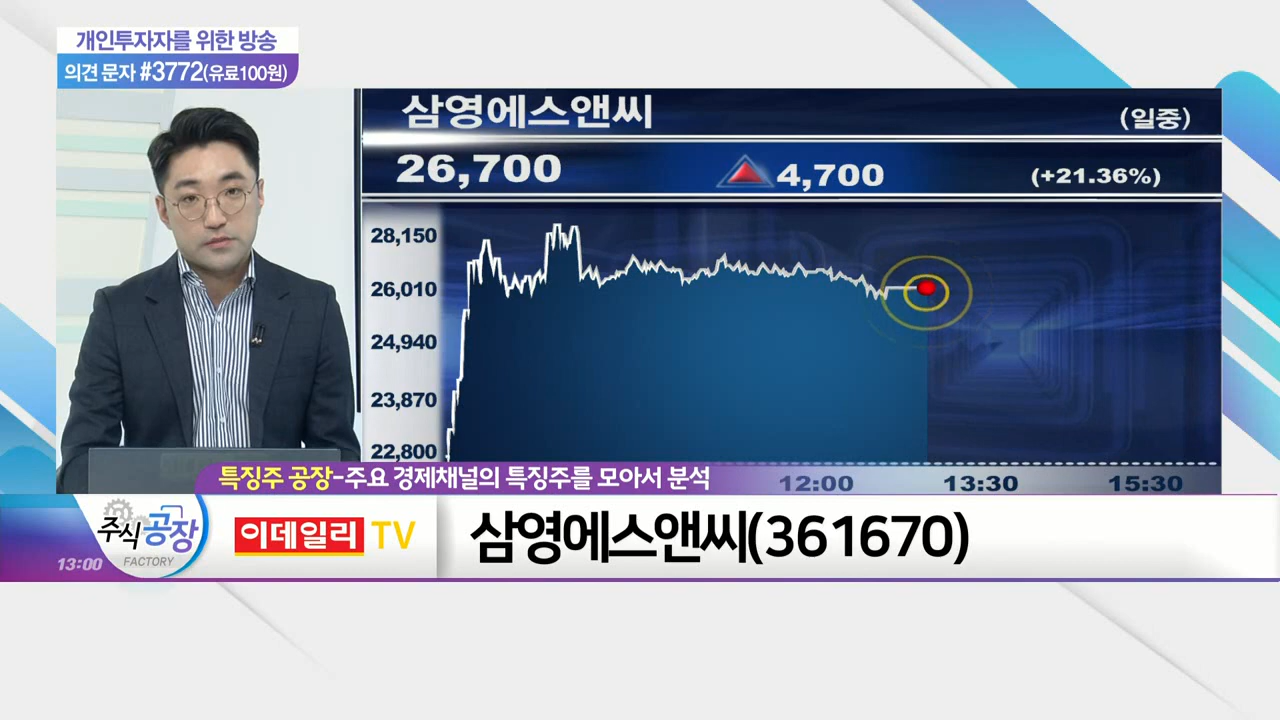 개인투자자를 위한 방송
의견 문자 #3772(유료100원)
삼영에스앤씨
(일중)
26,700
4,700
(+21.36%)
28,150
26,010
24,940
23,870
22,800
12:00 13:30 15:30
특징주 공장-주요 경제채널의 특징주를 모아서 분석
주식공장
FACTORY
13:00
이데일리 TV
삼영에스앤씨(361670)